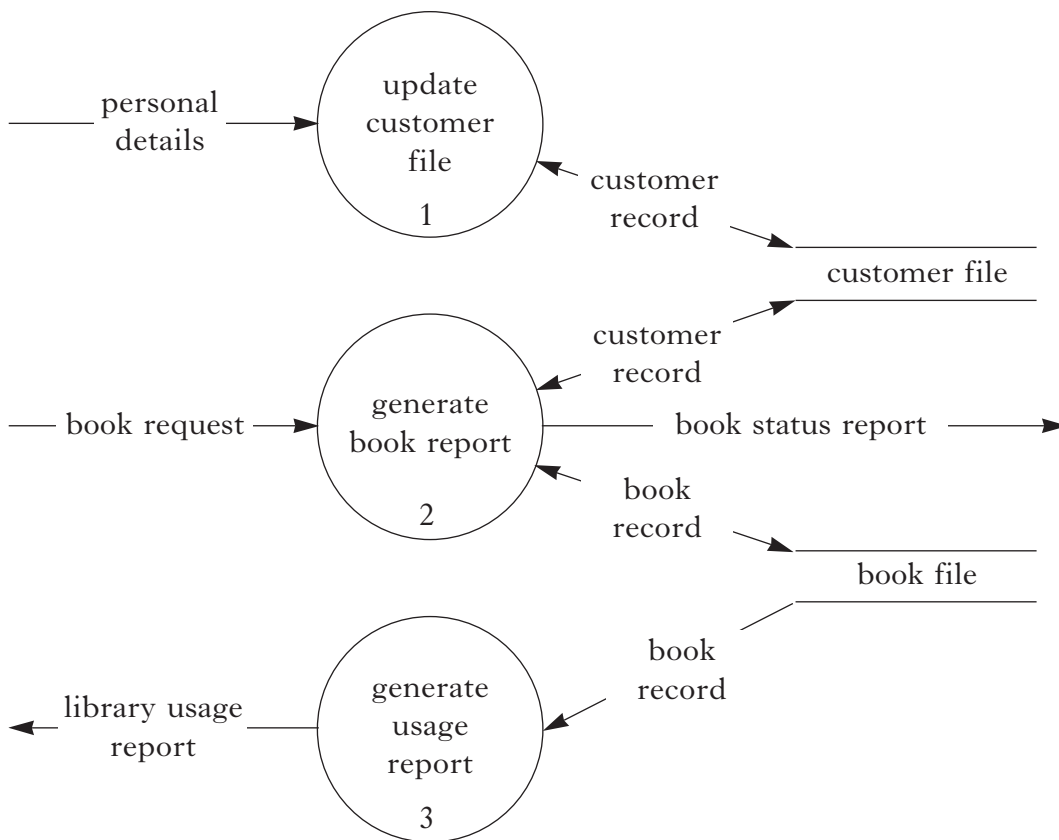 update
customer
file
1
personal
details
customer
record
customer file
customer
record
book request
generate
book report
2
book status report
book
record
book file
book
record
library usage
report
generate
usage
report
3